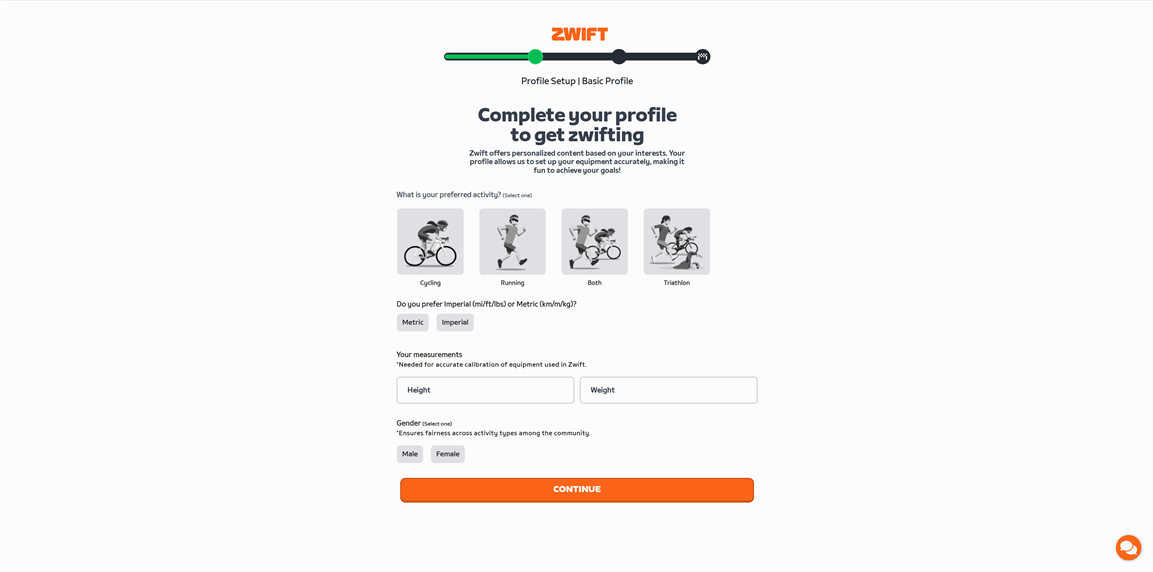 ZWIFT
Profile Setup | Basic Profile
Complete your profile
to get zwifting
Zwift offers personalized content based on your interests. Your
profile allows us to set up your equipment accurately, making it
fun to achieve your goals!
What is your preferred activity? (Select one)
Cycling Running Both Triathlon
Do you prefer Imperial (mi/ft/lbs) or Metric (km/m/kg)?
Metric Imperial
Your measurements
*Needed for accurate calibration of equipment used in Zwift.
Height Weight
Gender (Select one)
*Ensures fairness across activity types among the community.
Male Female
CONTINUE